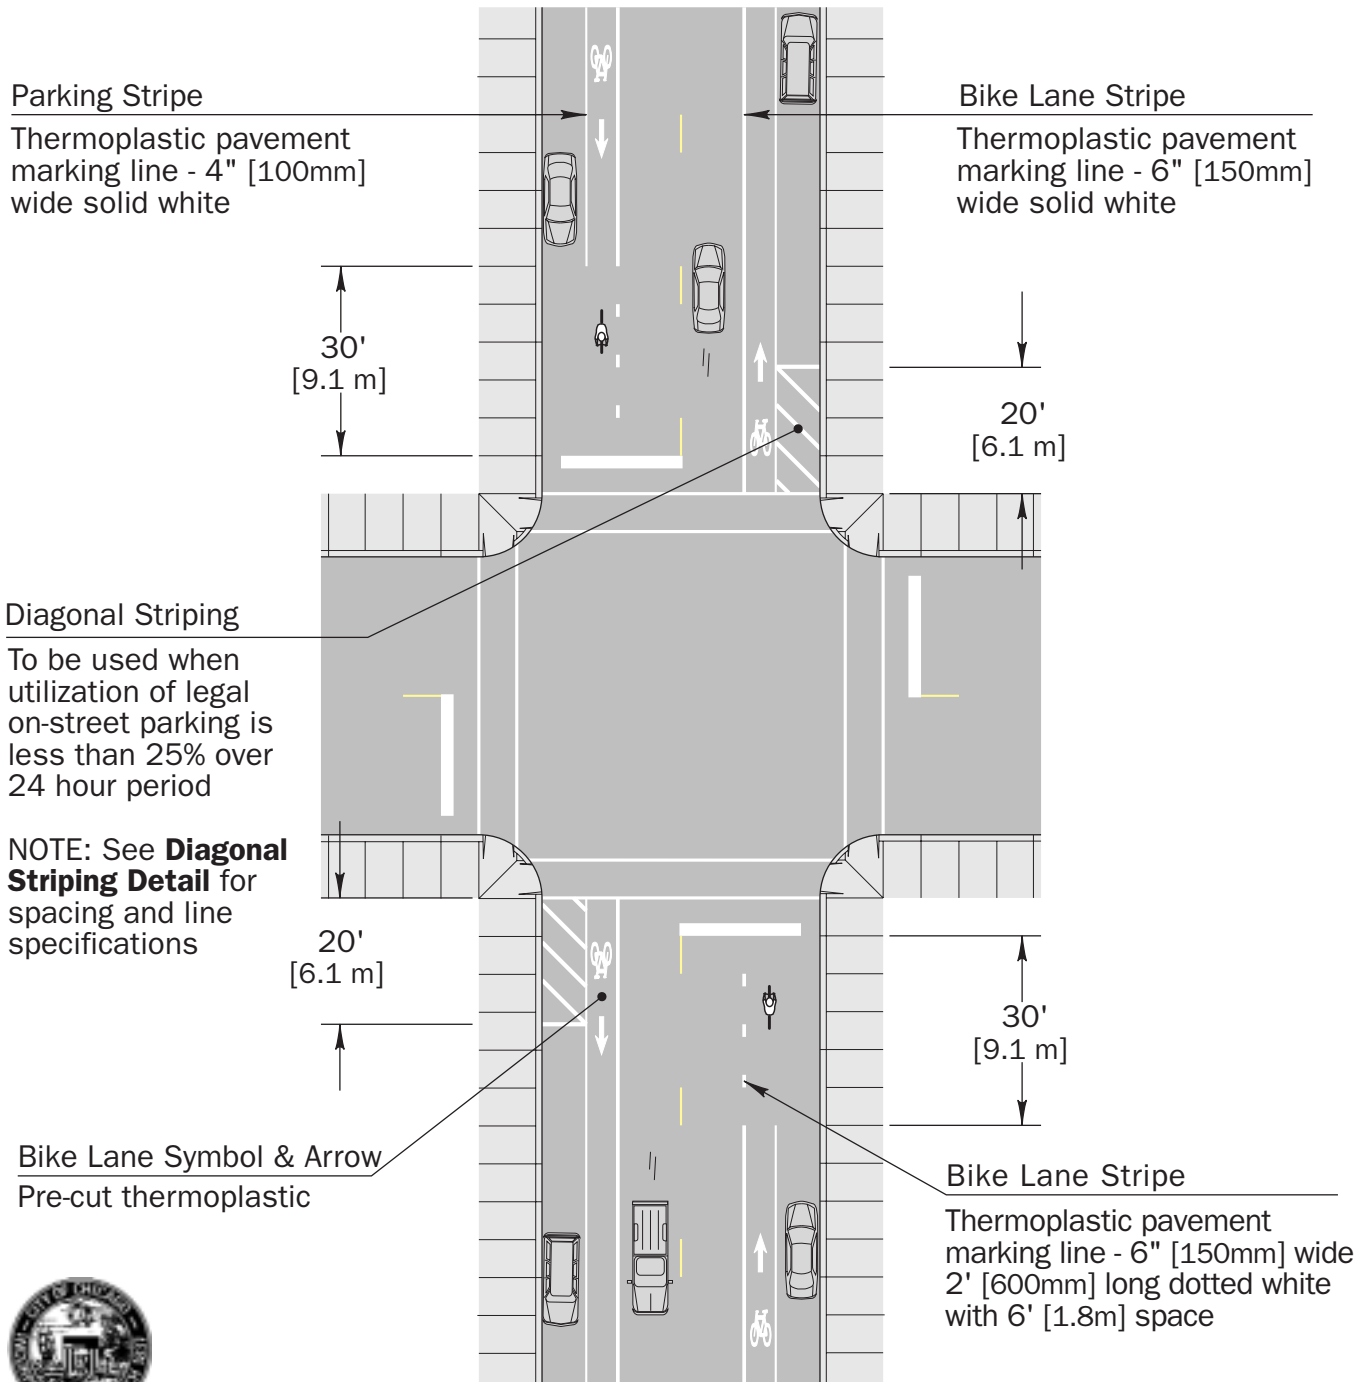 Parking Stripe
Thermoplastic pavement
marking line - 4" [100mm]
wide solid white
Bike Lane Stripe
Thermoplastic pavement
marking line - 6" [150mm]
wide solid white
30'
[9.1 m]
20'
[6.1 m]
Diagonal Striping
To be used when
utilization of legal
on-street parking is
less than 25% over
24 hour period
NOTE: See Diagonal
Striping Detail for
spacing and line
specifications
20'
[6.1 m]
30'
[9.1 m]
Bike Lane Symbol & Arrow
Pre-cut thermoplastic
Bike Lane Stripe
Thermoplastic pavement
marking line - 6" [150mm] wide
2' [600mm] long dotted white
with 6' [1.8m] space
CITY OF CHICAGO